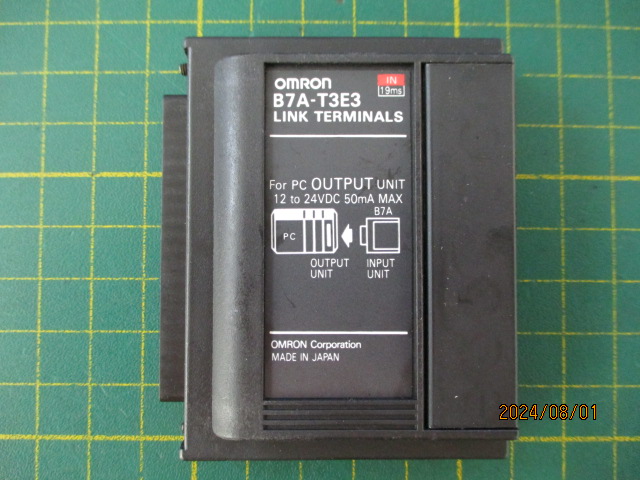 OMRON
IN
19ms
B7A-T3E3
LINK TERMINALS
For PC OUTPUT UNIT
12 to 24VDC 50mA MAX
B7A
PC
OUTPUT
UNIT
INPUT
UNIT
OMRON Corporation
MADE IN JAPAN
2024/08/01